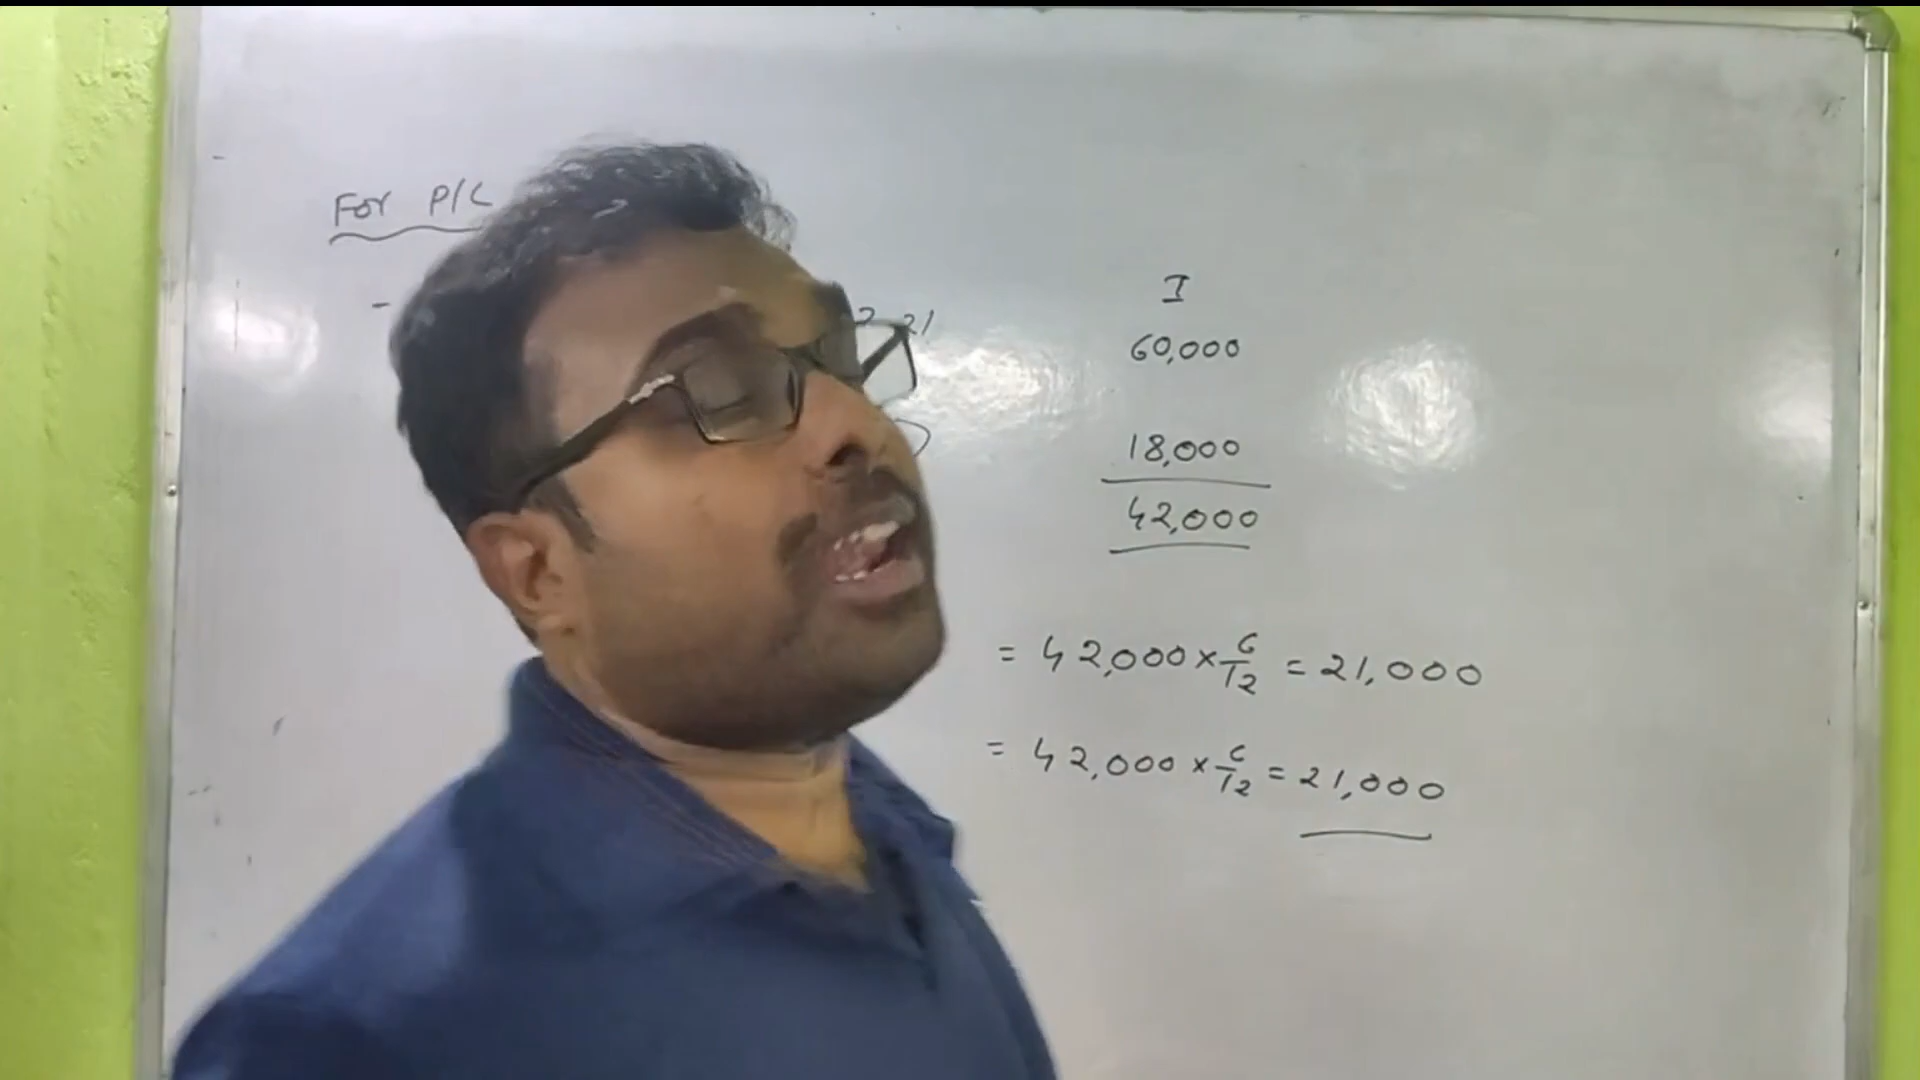 For P/L
-
I
21
60,000
18,000
42,000
= 42,000 × 6/12 = 21,000
= 42,000 × 6/12 = 21,000